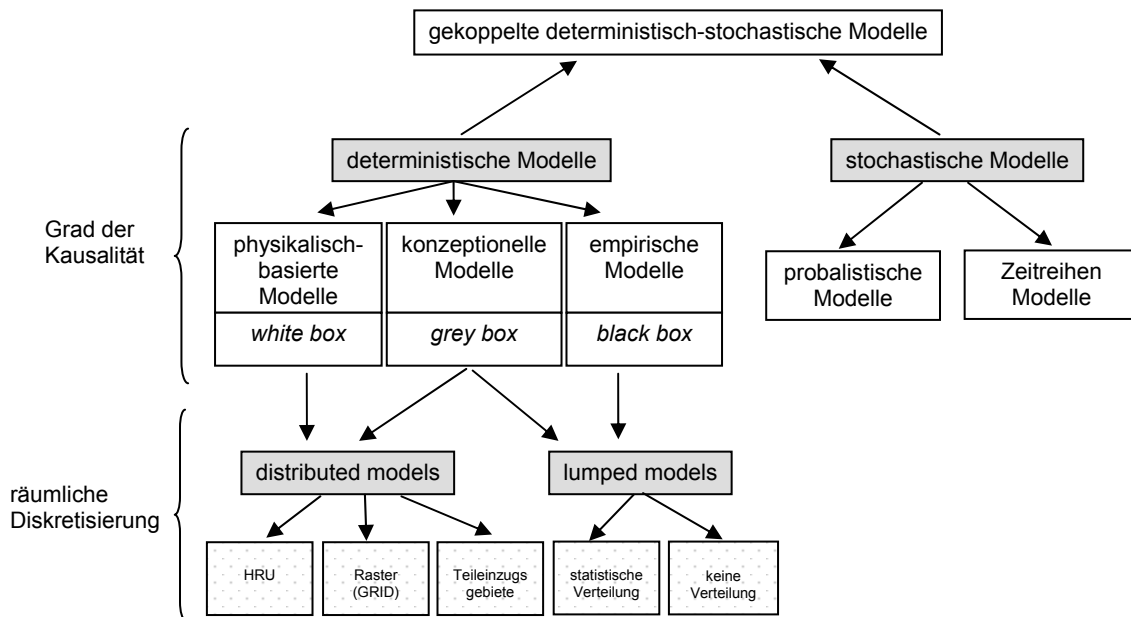 gekoppelte deterministisch-stochastische Modelle
deterministische Modelle
stochastische Modelle
Grad der
Kausalität
physikalisch-
basierte
Modelle
white box
konzeptionelle
Modelle
grey box
empirische
Modelle
black box
probalistische
Modelle
Zeitreihen
Modelle
räumliche
Diskretisierung
distributed models
lumped models
HRU
Raster
(GRID)
Teileinzugs
gebiete
statistische
Verteilung
keine
Verteilung